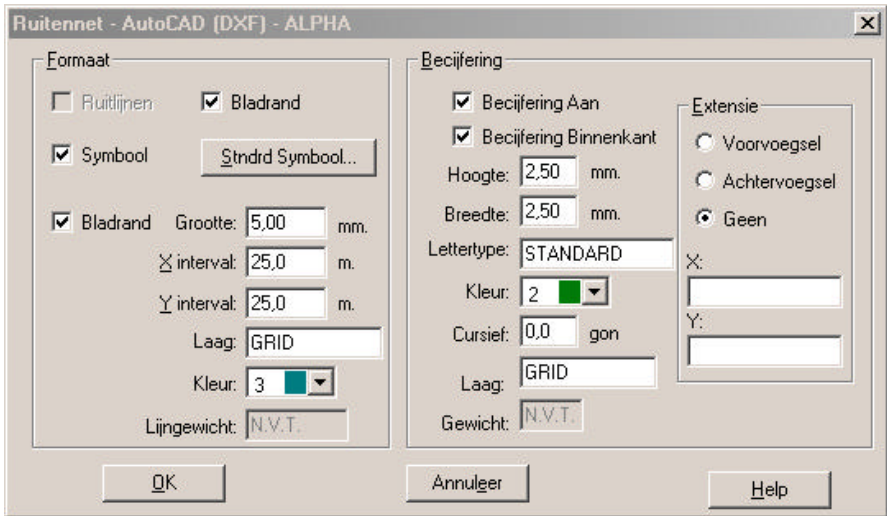 Ruitennet - AutoCAD (DXF) - ALPHA
Formaat
Ruitlijnen Bladrand
Symbool Stndrd Symbool...
Bladrand Grootte: 5,00 mm.
X interval: 25,0 m.
Y interval: 25,0 m.
Laag: GRID
Kleur: 3
Lijngewicht: N.V.T.
Becijfering
Becijfering Aan
Becijfering Binnenkant
Hoogte: 2,50 mm.
Breedte: 2,50 mm.
Lettertype: STANDARD
Kleur: 2
Cursief: 0,0 gon
Laag: GRID
Gewicht: N.V.T.
Extensie
Voorvoegsel
Achtervoegsel
Geen
X:
Y:
OK Annuleer Help